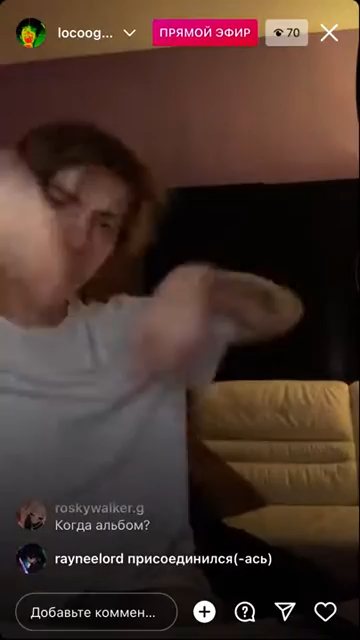 locoog...
ПРЯМОЙ ЭФИР
70
roskywalker.g
Когда альбом?
rayneelord присоединился(-ась)
Добавьте коммен...